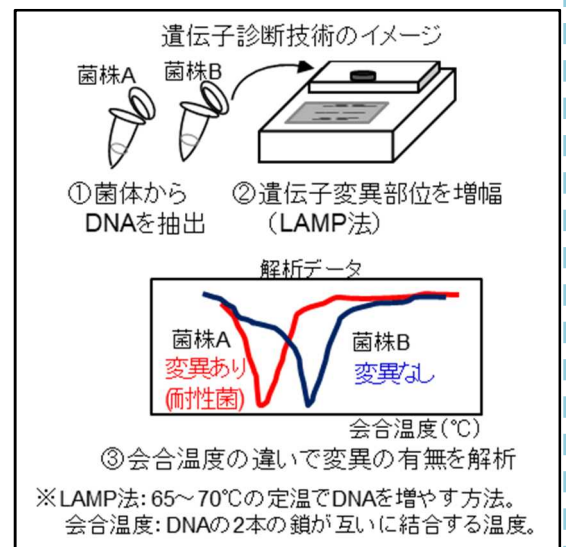 遺伝子診断技術のイメージ
菌株A
菌株B
①菌体から
DNAを抽出
②遺伝子変異部位を増幅
（LAMP法）
解析データ
菌株A
変異あり
(耐性菌)
菌株B
変異なし
会合温度(℃)
③会合温度の違いで変異の有無を解析
※LAMP法：65～70℃の定温でDNAを増やす方法。
会合温度：DNAの2本の鎖が互いに結合する温度。